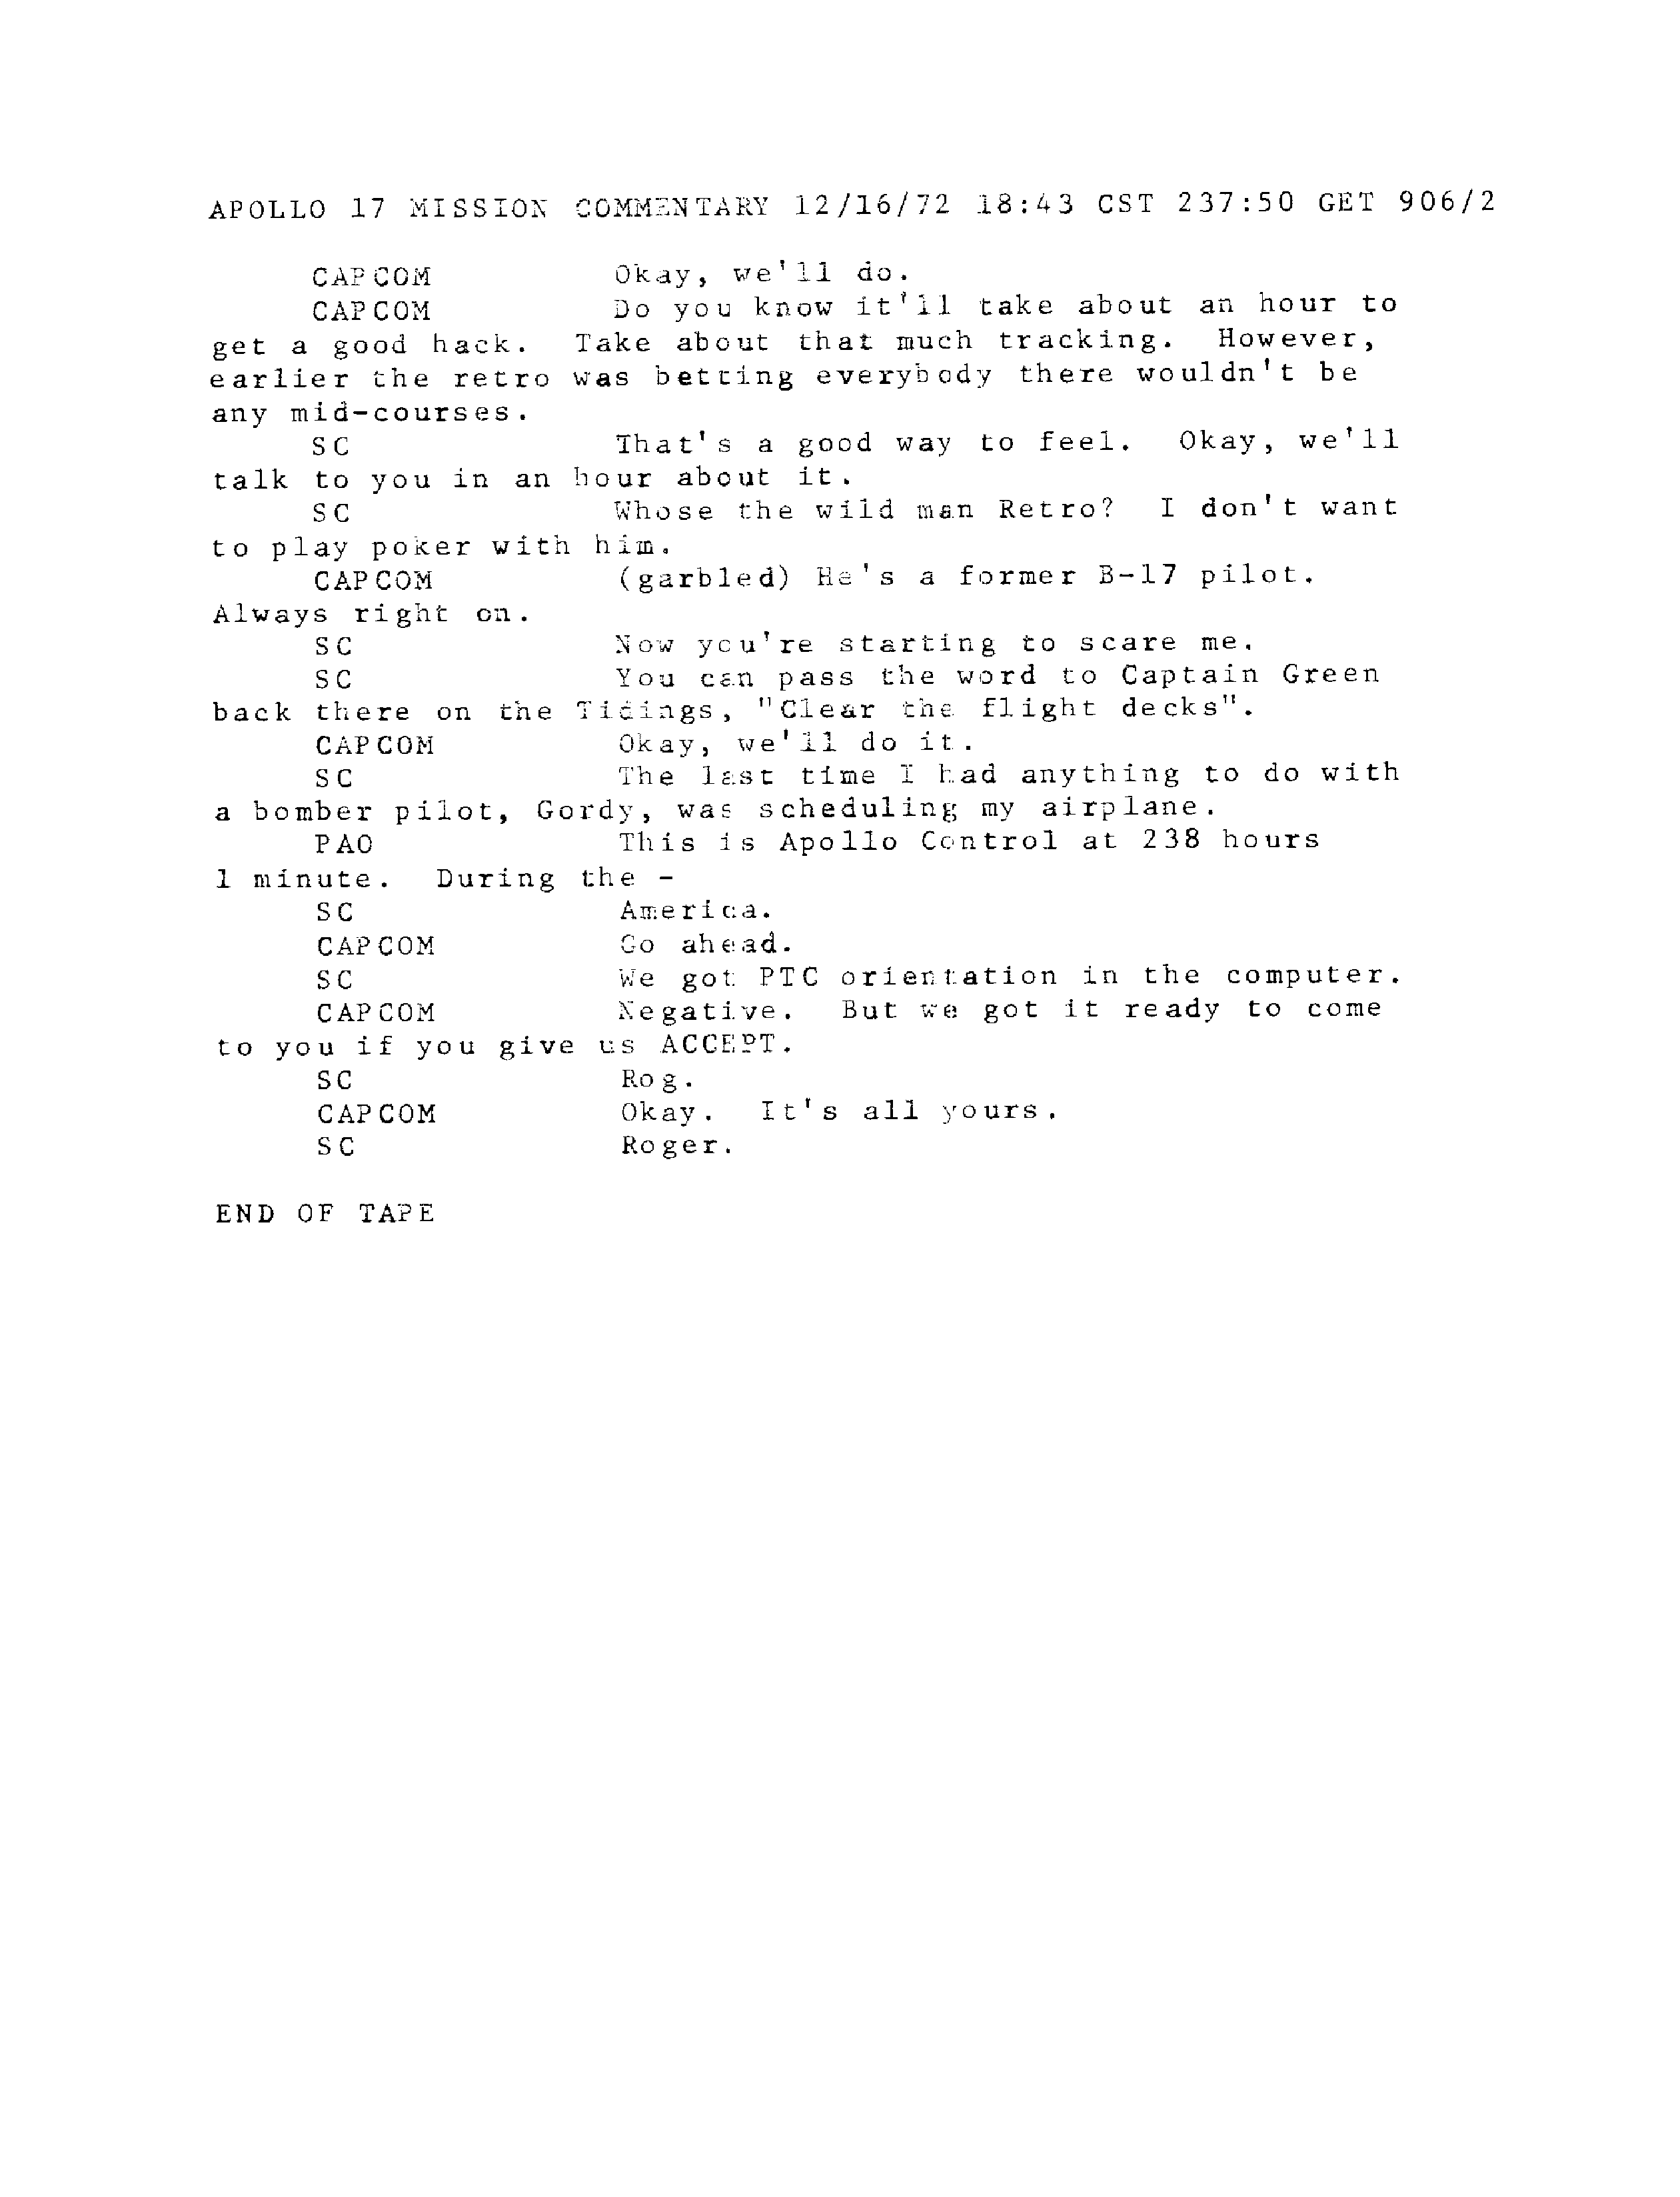 APOLLO 17 MISSION COMMENTARY 12/16/72 18:43 CST 237:50 GET 906/2
CAPCOM Okay, we'll do.
CAPCOM Do you know it'll take about an hour to
get a good hack. Take about that much tracking. However,
earlier the retro was betting everybody there wouldn't be
any mid-courses.
SC That's a good way to feel. Okay, we'll
talk to you in an hour about it.
SC Whose the wild man Retro? I don't want
to play poker with him.
CAPCOM (garbled) He's a former B-17 pilot.
Always right on.
SC Now you're starting to scare me.
SC You can pass the word to Captain Green
back there on the Tidings, "Clear the flight decks".
CAPCOM Okay, we'll do it.
SC The last time I had anything to do with
a bomber pilot, Gordy, was scheduling my airplane.
PAO This is Apollo Control at 238 hours
1 minute. During the -
SC America.
CAPCOM Go ahead.
SC We got PTC orientation in the computer.
CAPCOM Negative. But we got it ready to come
to you if you give us ACCEPT.
SC Rog.
CAPCOM Okay. It's all yours.
SC Roger.
END OF TAPE